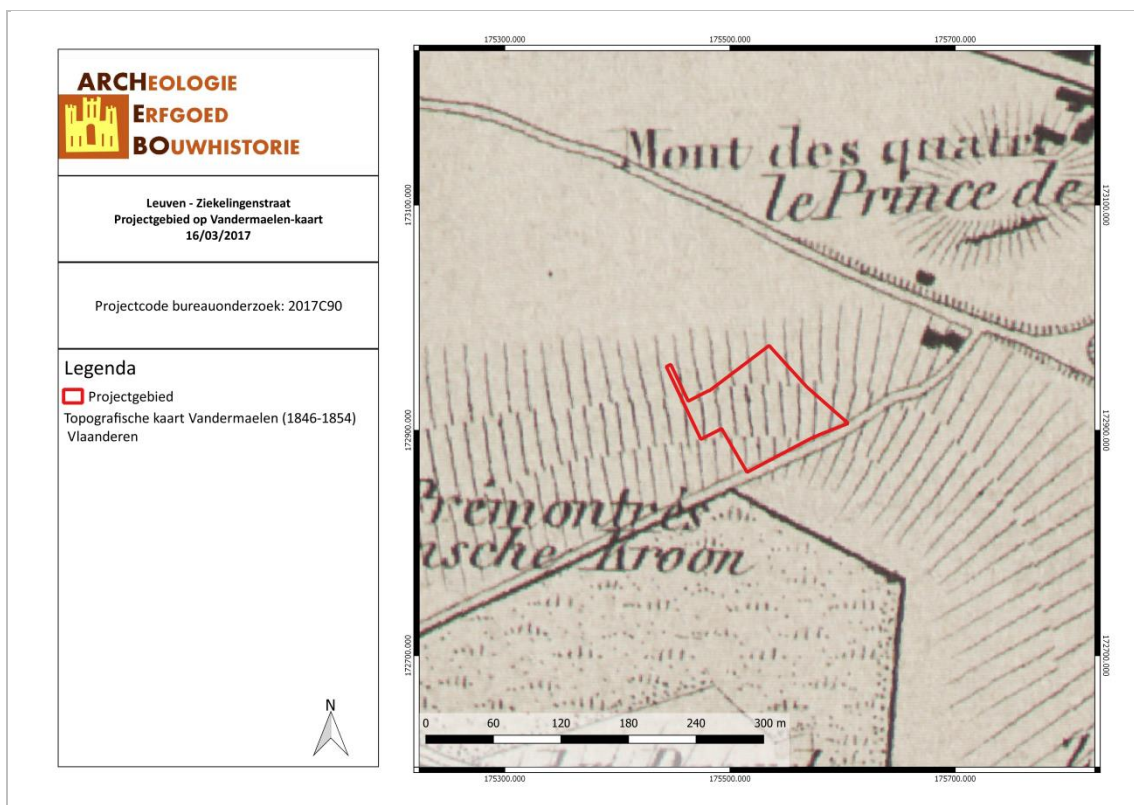 ARCHEOLOGIE
ERFGOED
BOUWHISTORIE
Leuven - Ziekelingenstraat
Projectgebied op Vandermaelen-kaart
16/03/2017
Projectcode bureauonderzoek: 2017C90
Legenda
Projectgebied
Topografische kaart Vandermaelen (1846-1854)
Vlaanderen
N
175300.000 175500.000 175700.000
173100.000 173100.000
172900.000 172900.000
172700.000 172700.000
175300.000 175500.000 175700.000
Mont des quatre
le Prince de
Prémontrés
nsche Kroon
0 60 120 180 240 300 m